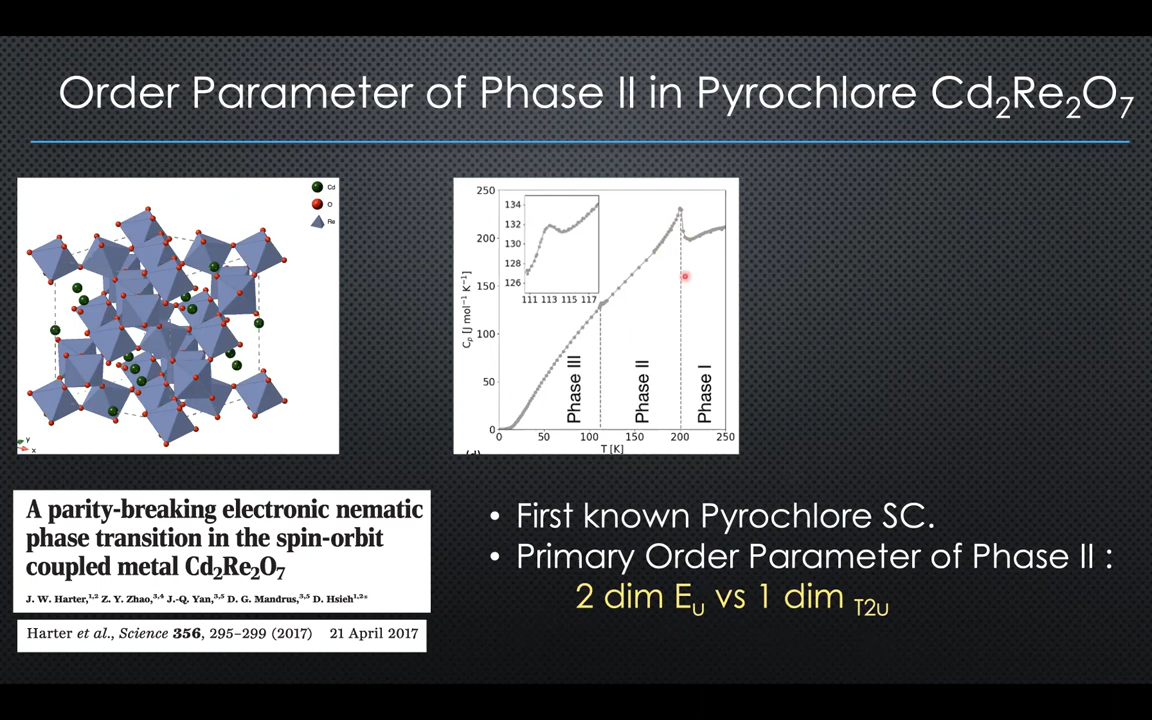 Order Parameter of Phase II in Pyrochlore Cd₂Re₂O₇
Cd
O
Re
y
x
250
200
150
100
50
0
Cₚ [J mol⁻¹ K⁻¹]
134
132
130
128
126
111 113 115 117
Phase III
Phase II
Phase I
0 50 100 150 200 250
T [K]
A parity-breaking electronic nematic
phase transition in the spin-orbit
coupled metal Cd₂Re₂O₇
J. W. Harter,¹,² Z. Y. Zhao,³,⁴ J.-Q. Yan,³,⁵ D. G. Mandrus,³,⁵ D. Hsieh¹,²*
Harter et al., Science 356, 295–299 (2017) 21 April 2017
• First known Pyrochlore SC.
• Primary Order Parameter of Phase II :
2 dim Eᵤ vs 1 dim T2u